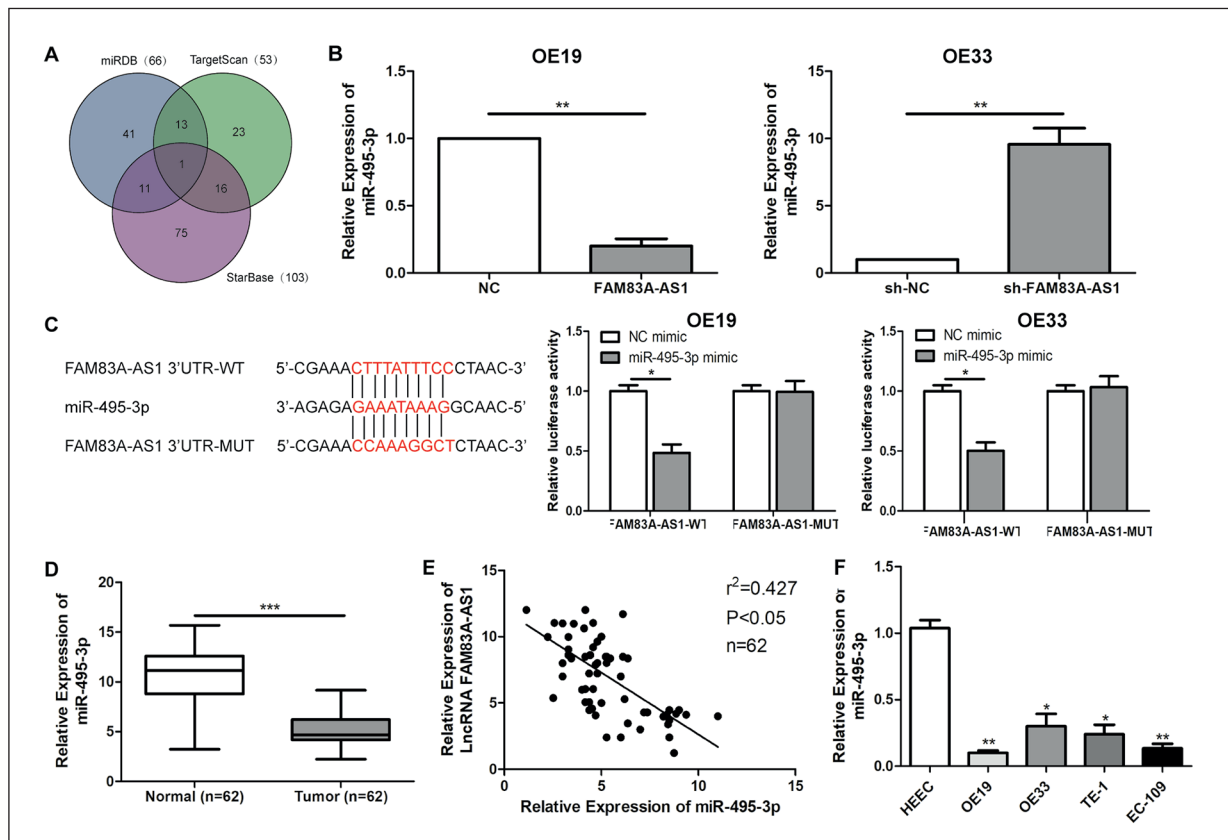 A
miRDB (66)
TargetScan (53)
41
13
23
1
11
16
75
StarBase (103)
B
OE19
Relative Expression of
miR-495-3p
1.5
1.0
0.5
0.0
**
NC
FAM83A-AS1
OE33
Relative Expression of
miR-495-3p
15
10
5
0
**
sh-NC
sh-FAM83A-AS1
C
FAM83A-AS1 3’UTR-WT 5’-CGAAACTTTATTTCCCTAAC-3’
miR-495-3p 3’-AGAGAGAAATAAAGGCAAC-5’
FAM83A-AS1 3’UTR-MUT 5’-CGAAACCAAAGGCTCTAAC-3’
OE19
NC mimic
miR-495-3p mimic
Relative luciferase activity
1.5
1.0
0.5
0.0
*
FAM83A-AS1-WT
FAM83A-AS1-MUT
OE33
NC mimic
miR-495-3p mimic
Relative luciferase activity
1.5
1.0
0.5
0.0
*
FAM83A-AS1-WT
FAM83A-AS1-MUT
D
Relative Expression of
miR-495-3p
20
15
10
5
0
***
Normal (n=62)
Tumor (n=62)
E
Relative Expression of
LncRNA FAM83A-AS1
15
10
5
0
r²=0.427
P<0.05
n=62
0
5
10
15
Relative Expression of miR-495-3p
F
Relative Expression or
miR-495-3p
1.5
1.0
0.5
0.0
**
*
*
**
HEEC
OE19
OE33
TE-1
EC-109